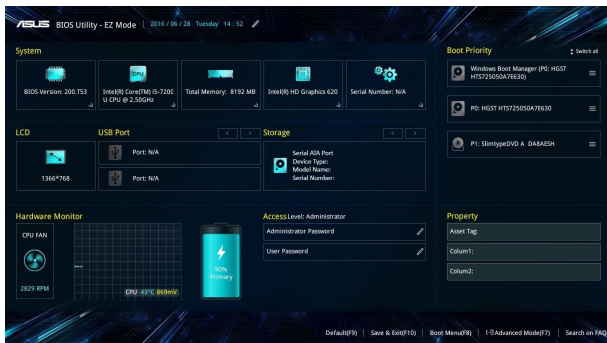 ASUS BIOS Utility - EZ Mode 2016/06/28 Tuesday 14:52
System
BIOS Version: 200.T53
CPU
Intel(R) Core(TM) i5-7200
U CPU @ 2.50GHz
Total Memory: 8192 MB
Intel(R) HD Graphics 620
Serial Number: N/A
Boot Priority
Switch all
Windows Boot Manager (P0: HGST
HTS725050A7E630)
P0: HGST HTS725050A7E630
P1: SlimtypeDVD A DA8AESH
LCD
1366*768
USB Port
Port: N/A
Port: N/A
Storage
Serial ATA Port
Device Type:
Model Name:
Serial Number:
Hardware Monitor
CPU FAN
2829 RPM
CPU 43°C 869mV
90%
Primary
Access Level: Administrator
Administrator Password
User Password
Property
Asset Tag:
Colum1:
Colum2:
Default(F9) | Save & Exit(F10) | Boot Menu(F8) | Advanced Mode(F7) | Search on FAQ